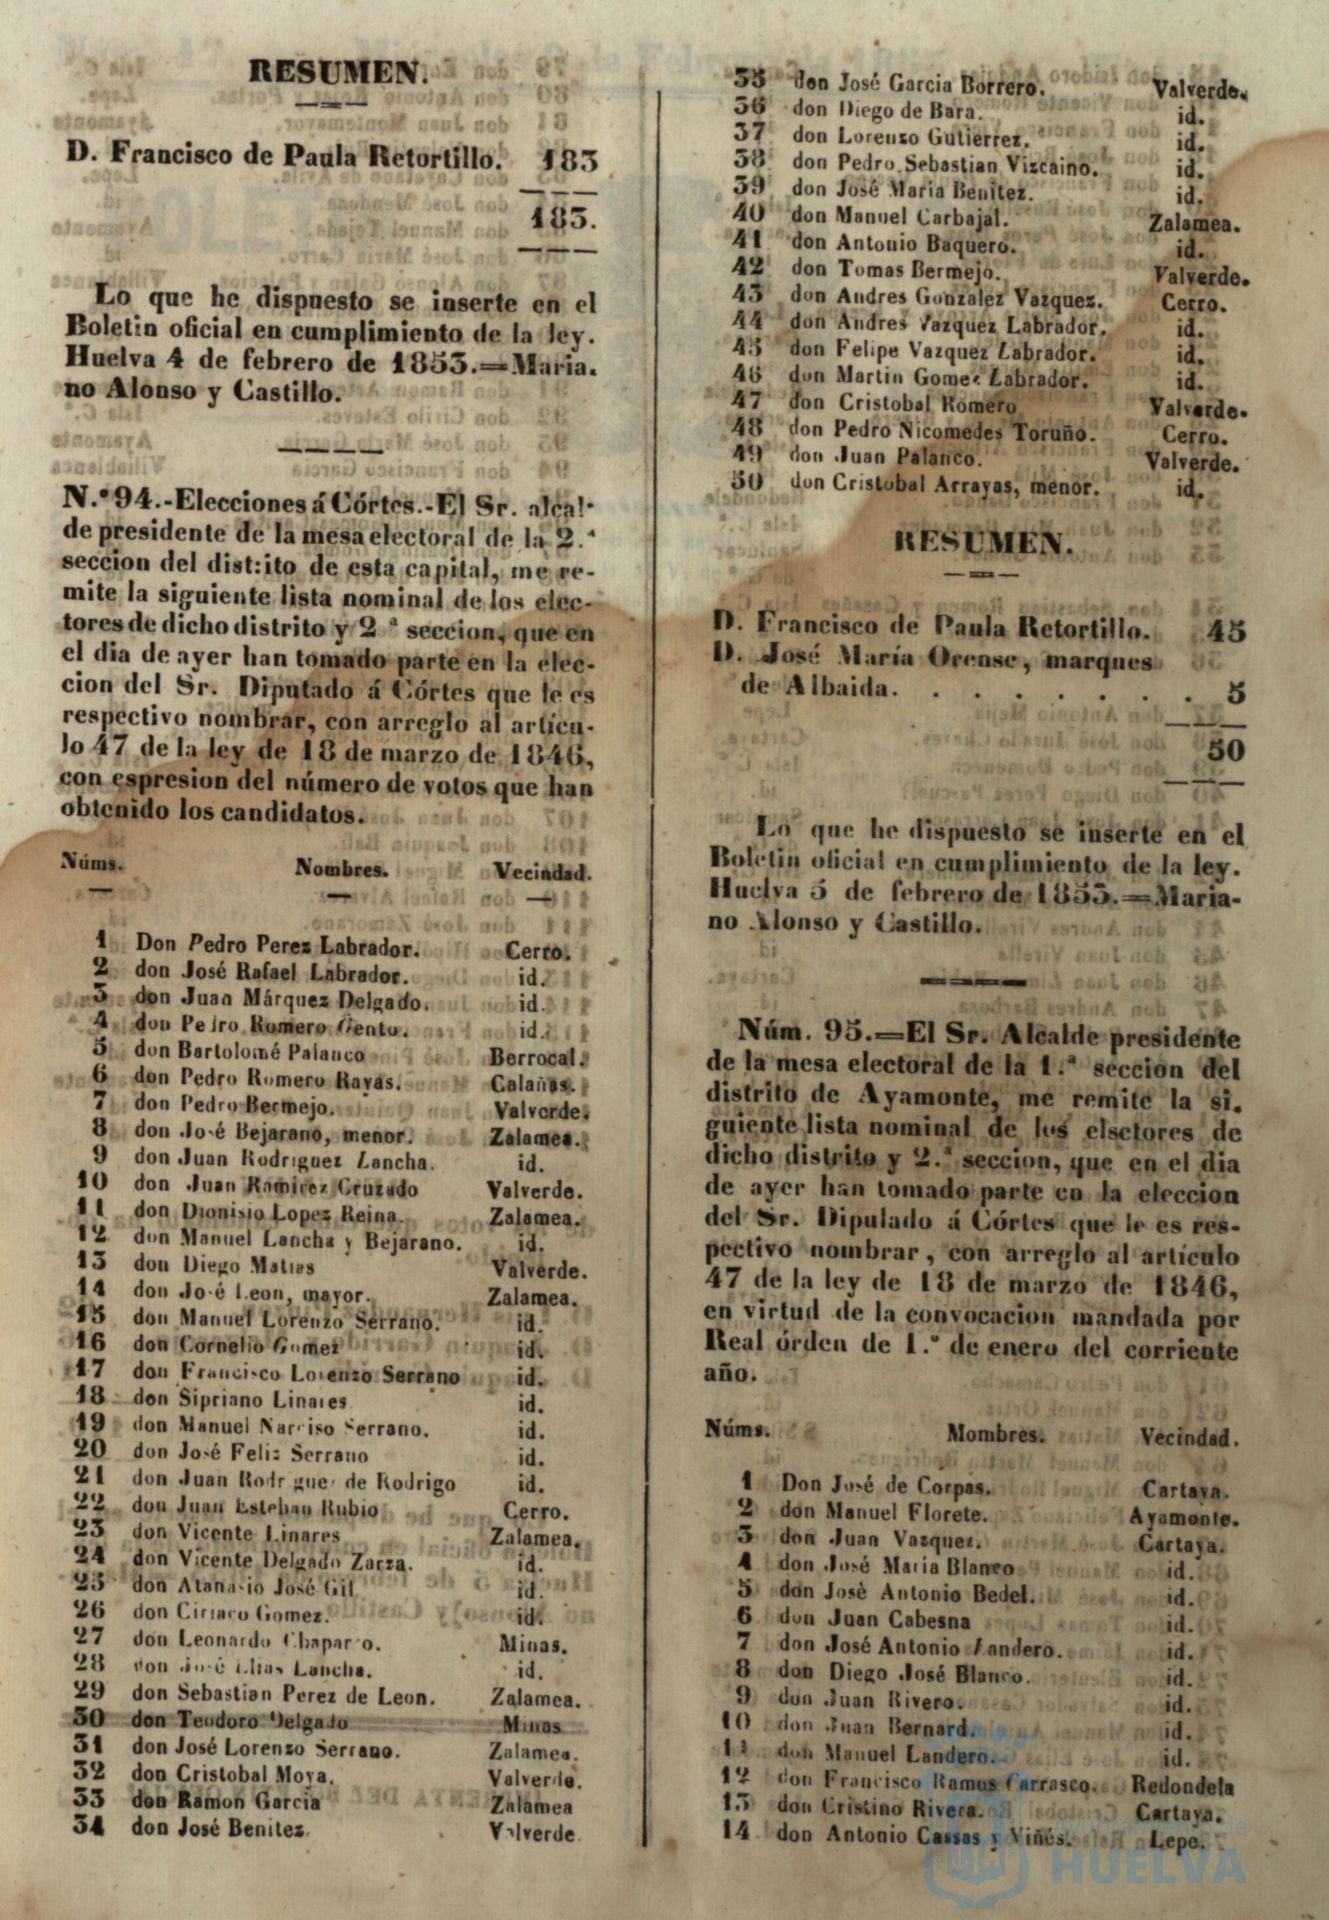 RESUMEN.
D. Francisco de Paula Retortillo. 183
183.
Lo que he dispuesto se inserte en el
Boletin oficial en cumplimiento de la ley.
Huelva 4 de febrero de 1853.=Maria.
no Alonso y Castillo.
N.º 94.-Elecciones á Córtes.-El Sr. alcal-
de presidente de la mesa electoral de la 2.ª
seccion del distrito de esta capital, me re-
mite la siguiente lista nominal de los elec-
tores de dicho distrito y 2 ª seccion, que en
el dia de ayer han tomado parte en la elec-
cion del Sr. Diputado á Córtes que le es
respectivo nombrar, con arreglo al artícu-
lo 47 de la ley de 18 de marzo de 1846,
con espresion del número de votos que han
obtenido los candidatos.
Núms. Nombres. Vecindad.
1 Don Pedro Perez Labrador. Cerro.
2 don José Rafael Labrador. id.
3 don Juan Márquez Delgado. id.
4 don Pedro Romero Gento. id.
5 don Bartolomé Palanco Berrocal.
6 don Pedro Romero Rayas. Calañas.
7 don Pedro Bermejo. Valverde.
8 don José Bejarano, menor. Zalamea.
9 don Juan Rodriguez Lancha. id.
10 don Juan Ramirez Cruzado Valverde.
11 don Dionisio Lopez Reina. Zalamea.
12 don Manuel Lancha y Bejarano. id.
13 don Diego Matias Valverde.
14 don José Leon, mayor. Zalamea.
15 don Manuel Lorenzo Serrano. id.
16 don Cornelio Gomez id.
17 don Francisco Lorenzo Serrano id.
18 don Sipriano Linares id.
19 don Manuel Narciso Serrano. id.
20 don José Feliz Serrano id.
21 don Juan Rodriguez de Rodrigo id.
22 don Juan Esteban Rubio Cerro.
23 don Vicente Linares Zalamea.
24 don Vicente Delgado Zarza. id.
25 don Atanasio José Gil id.
26 don Ciriaco Gomez. id.
27 don Leonardo Chaparro. Minas.
28 don José Elias Lancha. id.
29 don Sebastian Perez de Leon. Zalamea.
30 don Teodoro Delgado Minas
31 don José Lorenzo Serrano. Zalamea.
32 don Cristobal Moya. Valverde.
33 don Ramon Garcia Zalamea
34 don José Benitez. Valverde.
35 don José Garcia Borrero. Valverde.
36 don Diego de Bara. id.
37 don Lorenzo Gutierrez. id.
38 don Pedro Sebastian Vizcaino. id.
39 don José María Benitez. id.
40 don Manuel Carbajal. Zalamea.
41 don Antonio Baquero. id.
42 don Tomas Bermejo. Valverde.
43 don Andres Gonzalez Vazquez. Cerro.
44 don Andres Vazquez Labrador. id.
45 don Felipe Vazquez Labrador. id.
46 don Martin Gomez Labrador. id.
47 don Cristobal Romero Valverde.
48 don Pedro Nicomedes Toruño. Cerro.
49 don Juan Palanco. Valverde.
50 don Cristobal Arrayas, menor. id.
RESUMEN.
D. Francisco de Paula Retortillo. 45
D. José María Orense, marques
de Albaida. . . . . . . . 5
50
Lo que he dispuesto se inserte en el
Boletin oficial en cumplimiento de la ley.
Huelva 5 de febrero de 1853.=Maria-
no Alonso y Castillo.
Núm. 95.=El Sr. Alcalde presidente
de la mesa electoral de la 1.ª seccion del
distrito de Ayamonte, me remite la si.
guiente lista nominal de los elsctores de
dicho distrito y 2.ª seccion, que en el dia
de ayer han tomado parte en la eleccion
del Sr. Diputado á Córtes que le es res-
pectivo nombrar, con arreglo al artículo
47 de la ley de 18 de marzo de 1846,
en virtud de la convocacion mandada por
Real órden de 1.º de enero del corriente
año.
Núms. Mombres. Vecindad.
1 Don José de Corpas. Cartaya.
2 don Manuel Florete. Ayamonte.
3 don Juan Vazquez. Cartaya.
4 don José Maria Blanco id.
5 don Josè Antonio Bedel. id.
6 don Juan Cabesna id.
7 don José Antonio Landero. id.
8 don Diego José Blanco. id.
9 don Juan Rivero. id.
10 don Juan Bernard. id.
11 don Manuel Landero. id.
12 don Francisco Ramos Carrasco. Redondela
13 don Cristino Rivera. Cartaya.
14 don Antonio Cassas y Viñés. Lepe.
HUELVA